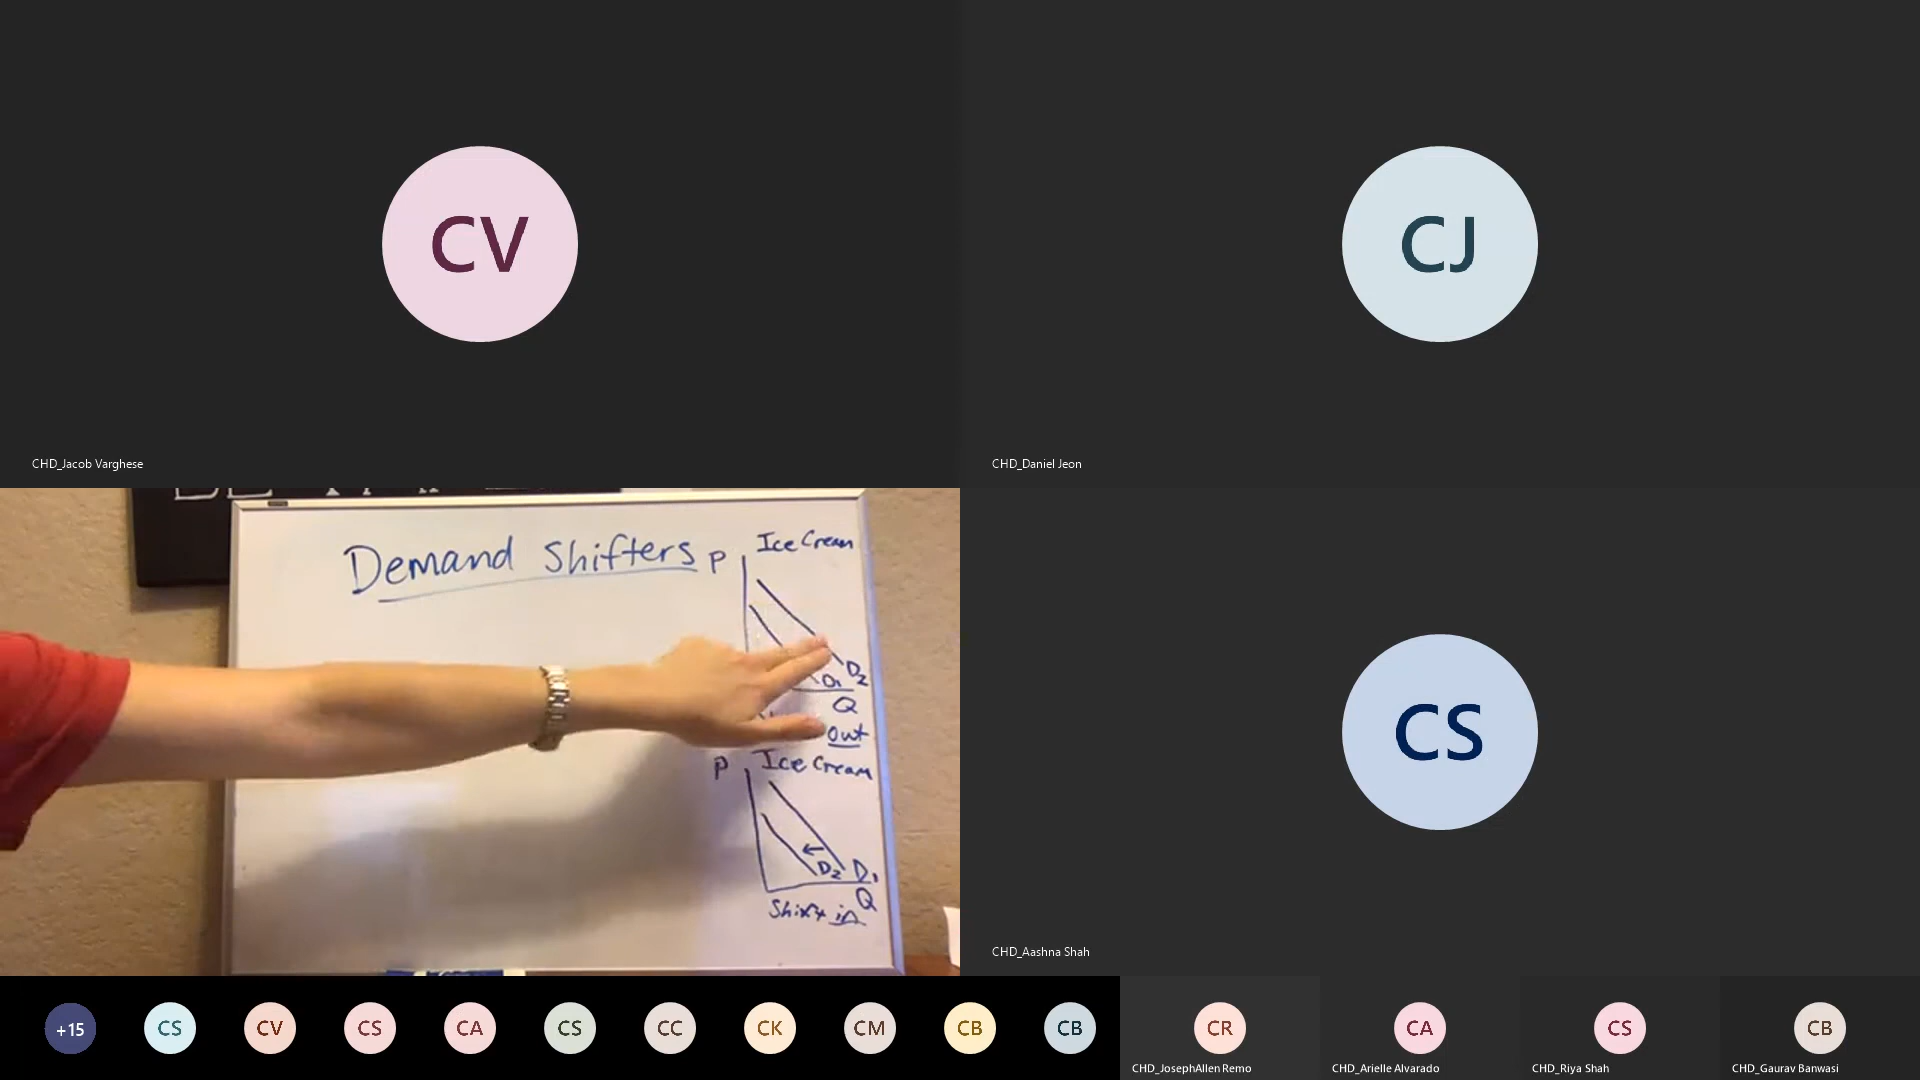 CV
CJ
CHD_Jacob Varghese
CHD_Daniel Jeon
Demand Shifters
P
Ice Cream
D1
D2
Q
out
P
Ice Cream
D2
D1
Q
Shift in
CS
CHD_Aashna Shah
+15
CS
CV
CS
CA
CS
CC
CK
CM
CB
CB
CR
CA
CS
CB
CHD_JosephAllen Remo
CHD_Arielle Alvarado
CHD_Riya Shah
CHD_Gaurav Banwasi